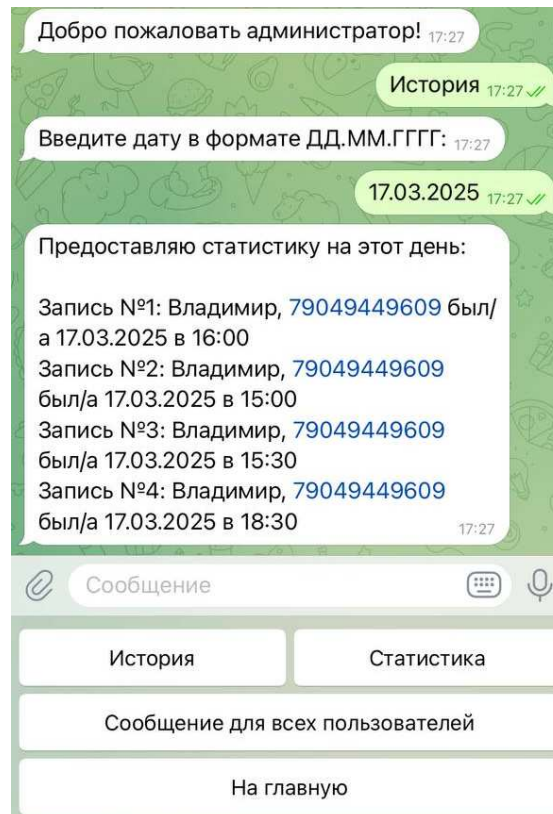 Добро пожаловать администратор! 17:27
История 17:27
Введите дату в формате ДД.ММ.ГГГГ: 17:27
17.03.2025 17:27
Предоставляю статистику на этот день:
Запись №1: Владимир, 79049449609 был/
а 17.03.2025 в 16:00
Запись №2: Владимир, 79049449609
был/а 17.03.2025 в 15:00
Запись №3: Владимир, 79049449609
был/а 17.03.2025 в 15:30
Запись №4: Владимир, 79049449609
был/а 17.03.2025 в 18:30 17:27
Сообщение
История Статистика
Сообщение для всех пользователей
На главную